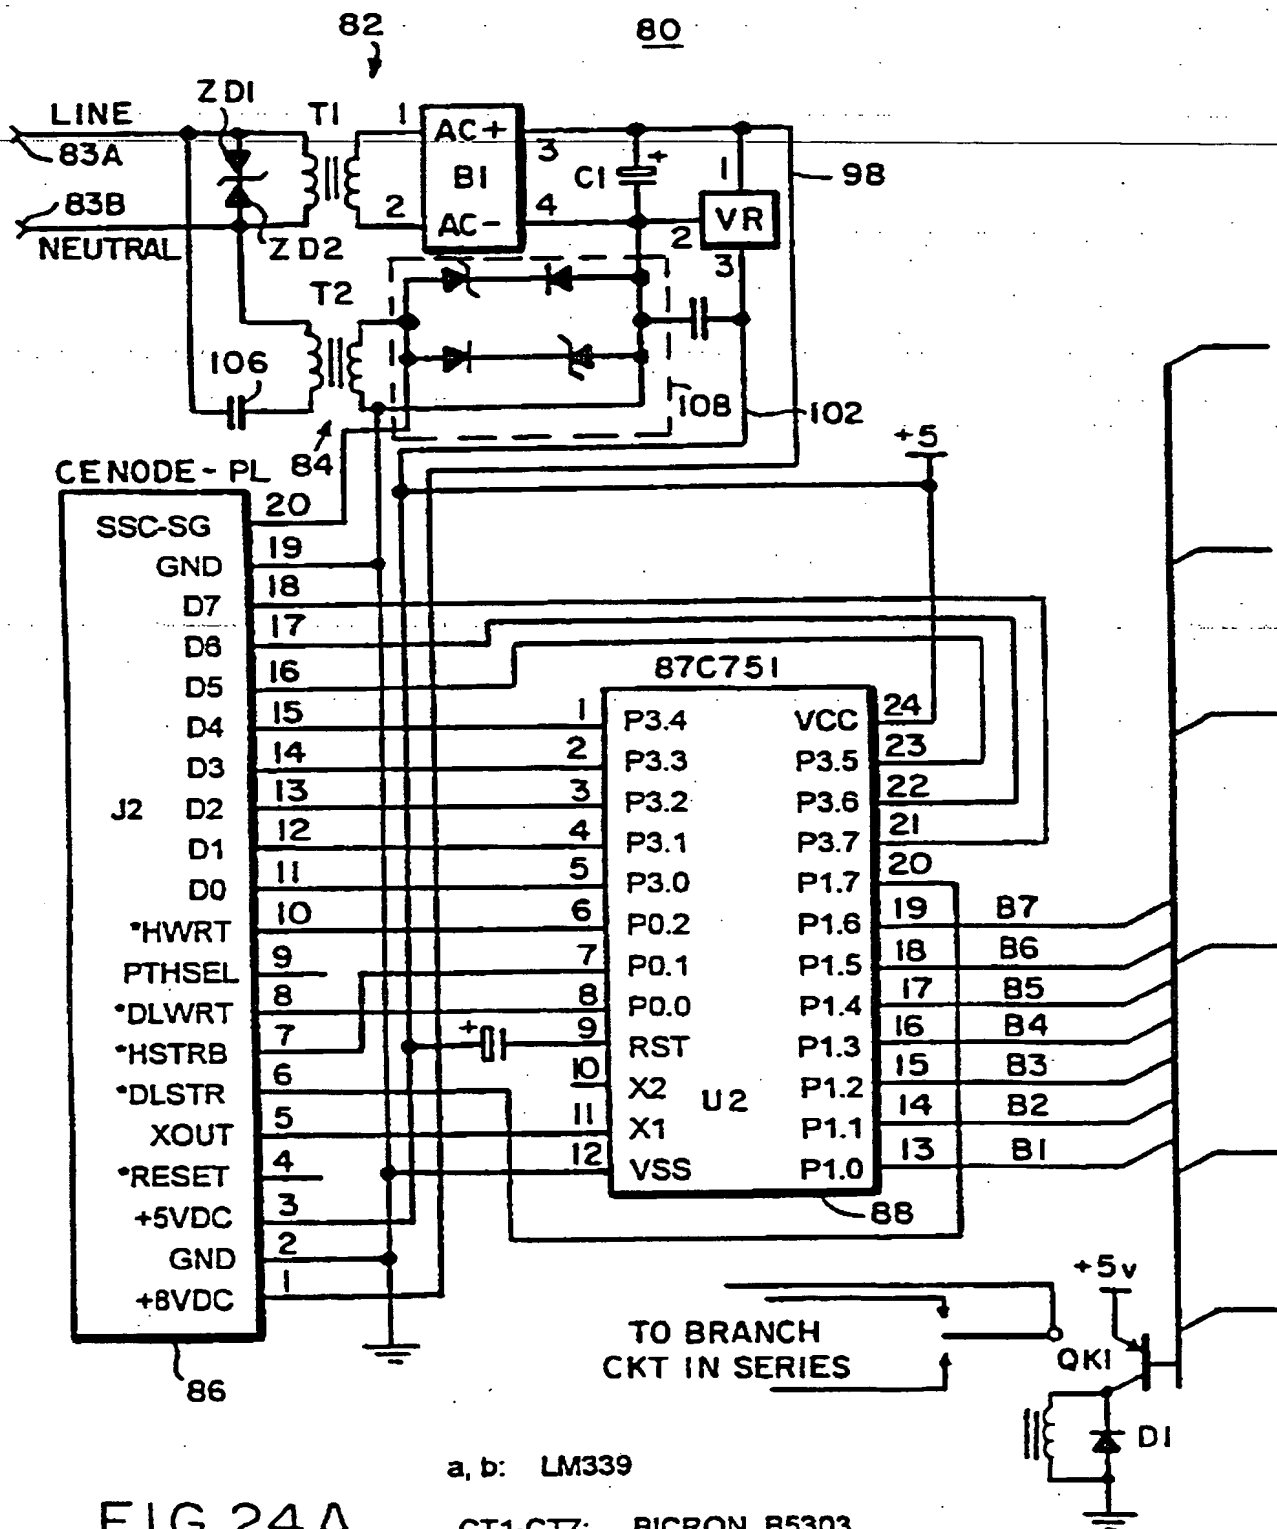 82
80
ZD1
T1
LINE
83A
83B
NEUTRAL
ZD2
1
2
AC+
B1
AC-
3
4
C1
+
1
VR
2
3
98
T2
106
108
102
84
+5
CENODE-PL
SSC-SG 20
GND 19
D7 18
D6 17
D5 16
D4 15
D3 14
D2 13
J2
D1 12
D0 11
*HWRT 10
PTHSEL 9
*DLWRT 8
*HSTRB 7
*DLSTR 6
XOUT 5
*RESET 4
+5VDC 3
GND 2
+8VDC 1
86
87C751
1 P3.4 VCC 24
2 P3.3 P3.5 23
3 P3.2 P3.6 22
4 P3.1 P3.7 21
5 P3.0 P1.7 20
6 P0.2 P1.6 19 B7
7 P0.1 P1.5 18 B6
8 P0.0 P1.4 17 B5
+
9 RST P1.3 16 B4
10 X2 P1.2 15 B3
U2
11 X1 P1.1 14 B2
12 VSS P1.0 13 B1
88
+5v
TO BRANCH
CKT IN SERIES
QK1
D1
a, b: LM339
FIG. 24A
CT1-CT7: BICRON B5303